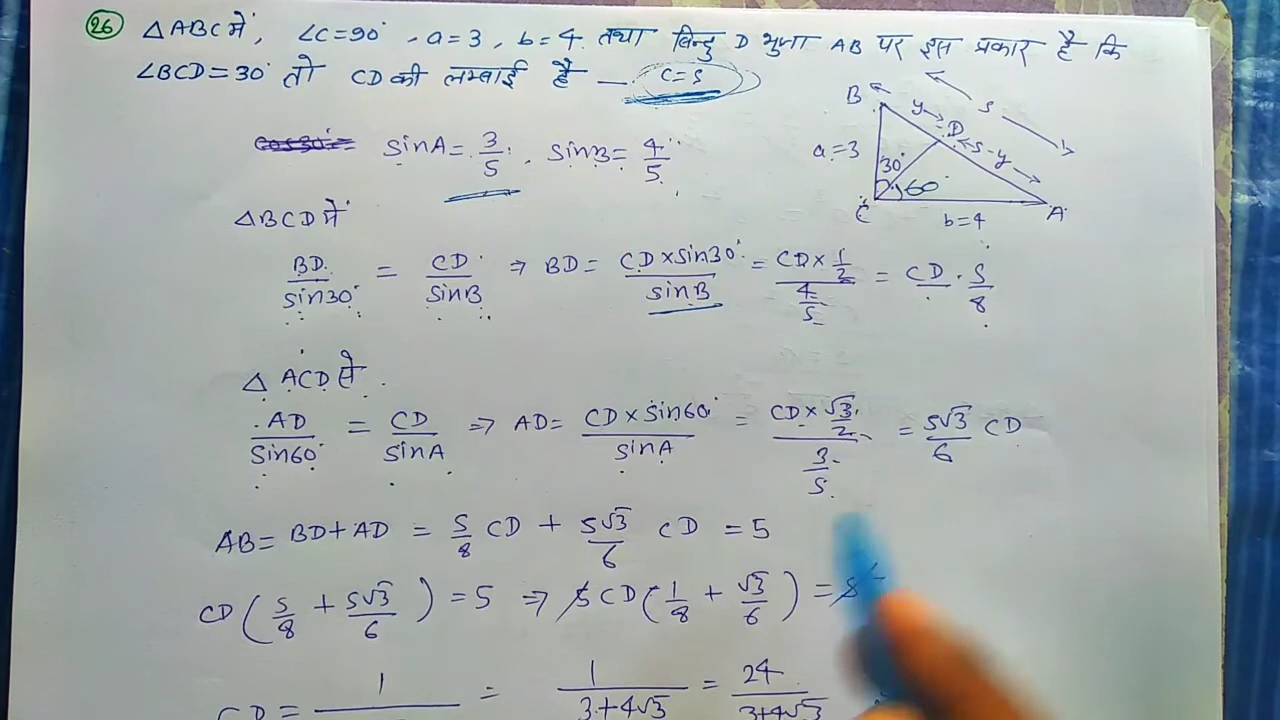 26 △ABC में, ∠C=90°, a=3, b=4 तथा बिन्दु D भुजा AB पर इस प्रकार है कि
∠BCD=30° तो CD की लम्बाई है — c=5
sinA = 3/5, sinB = 4/5
B y D 5 5-y
a=3 30° 60°
C b=4 A
△BCD में
BD/sin30° = CD/sinB ⇒ BD = CD×sin30°/sinB = (CD×1/2)/(4/5) = CD · 5/8
△ ACD से
AD/sin60° = CD/sinA ⇒ AD = CD×sin60°/sinA = (CD×√3/2)/(3/5) = 5√3/6 CD
AB = BD+AD = 5/8 CD + 5√3/6 CD = 5
CD(5/8 + 5√3/6) = 5 ⇒ 5CD(1/8 + √3/6) = 5
CD = 1 = 1/3+4√3 = 24/3+4√3